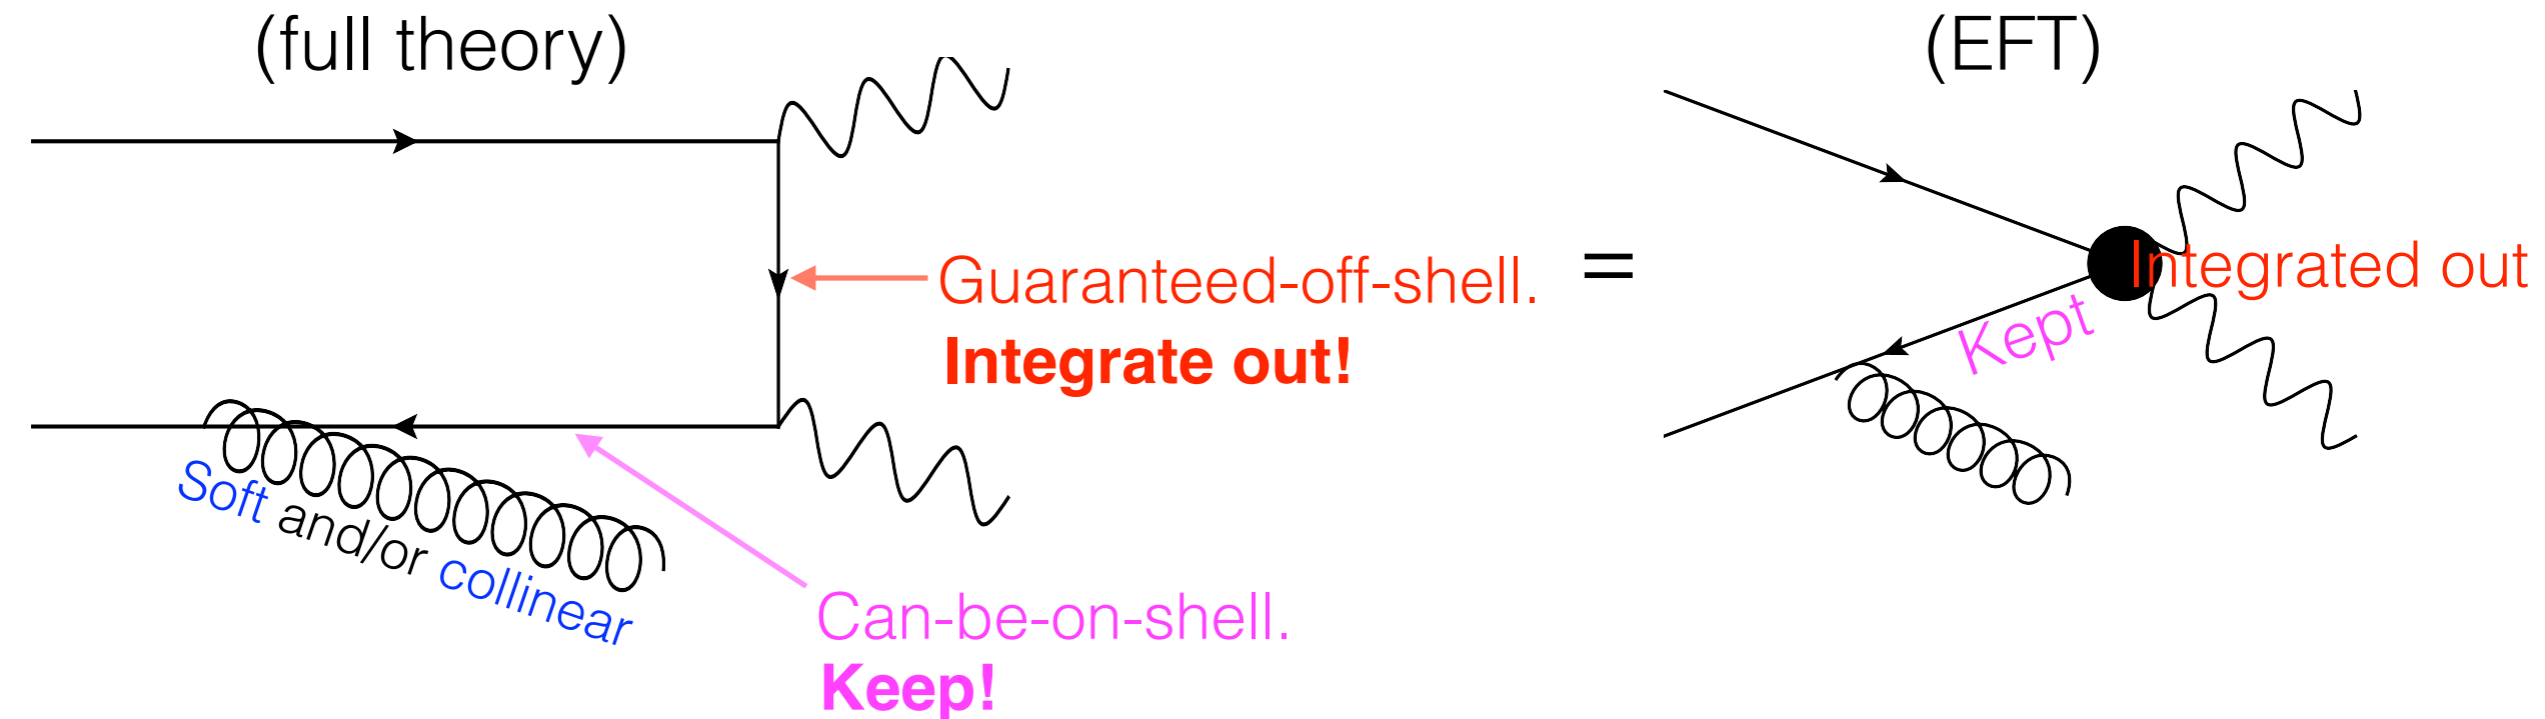 (full theory)
(EFT)
Guaranteed-off-shell.
Integrate out!
=
Integrated out
Kept
Soft and/or collinear
Can-be-on-shell.
Keep!